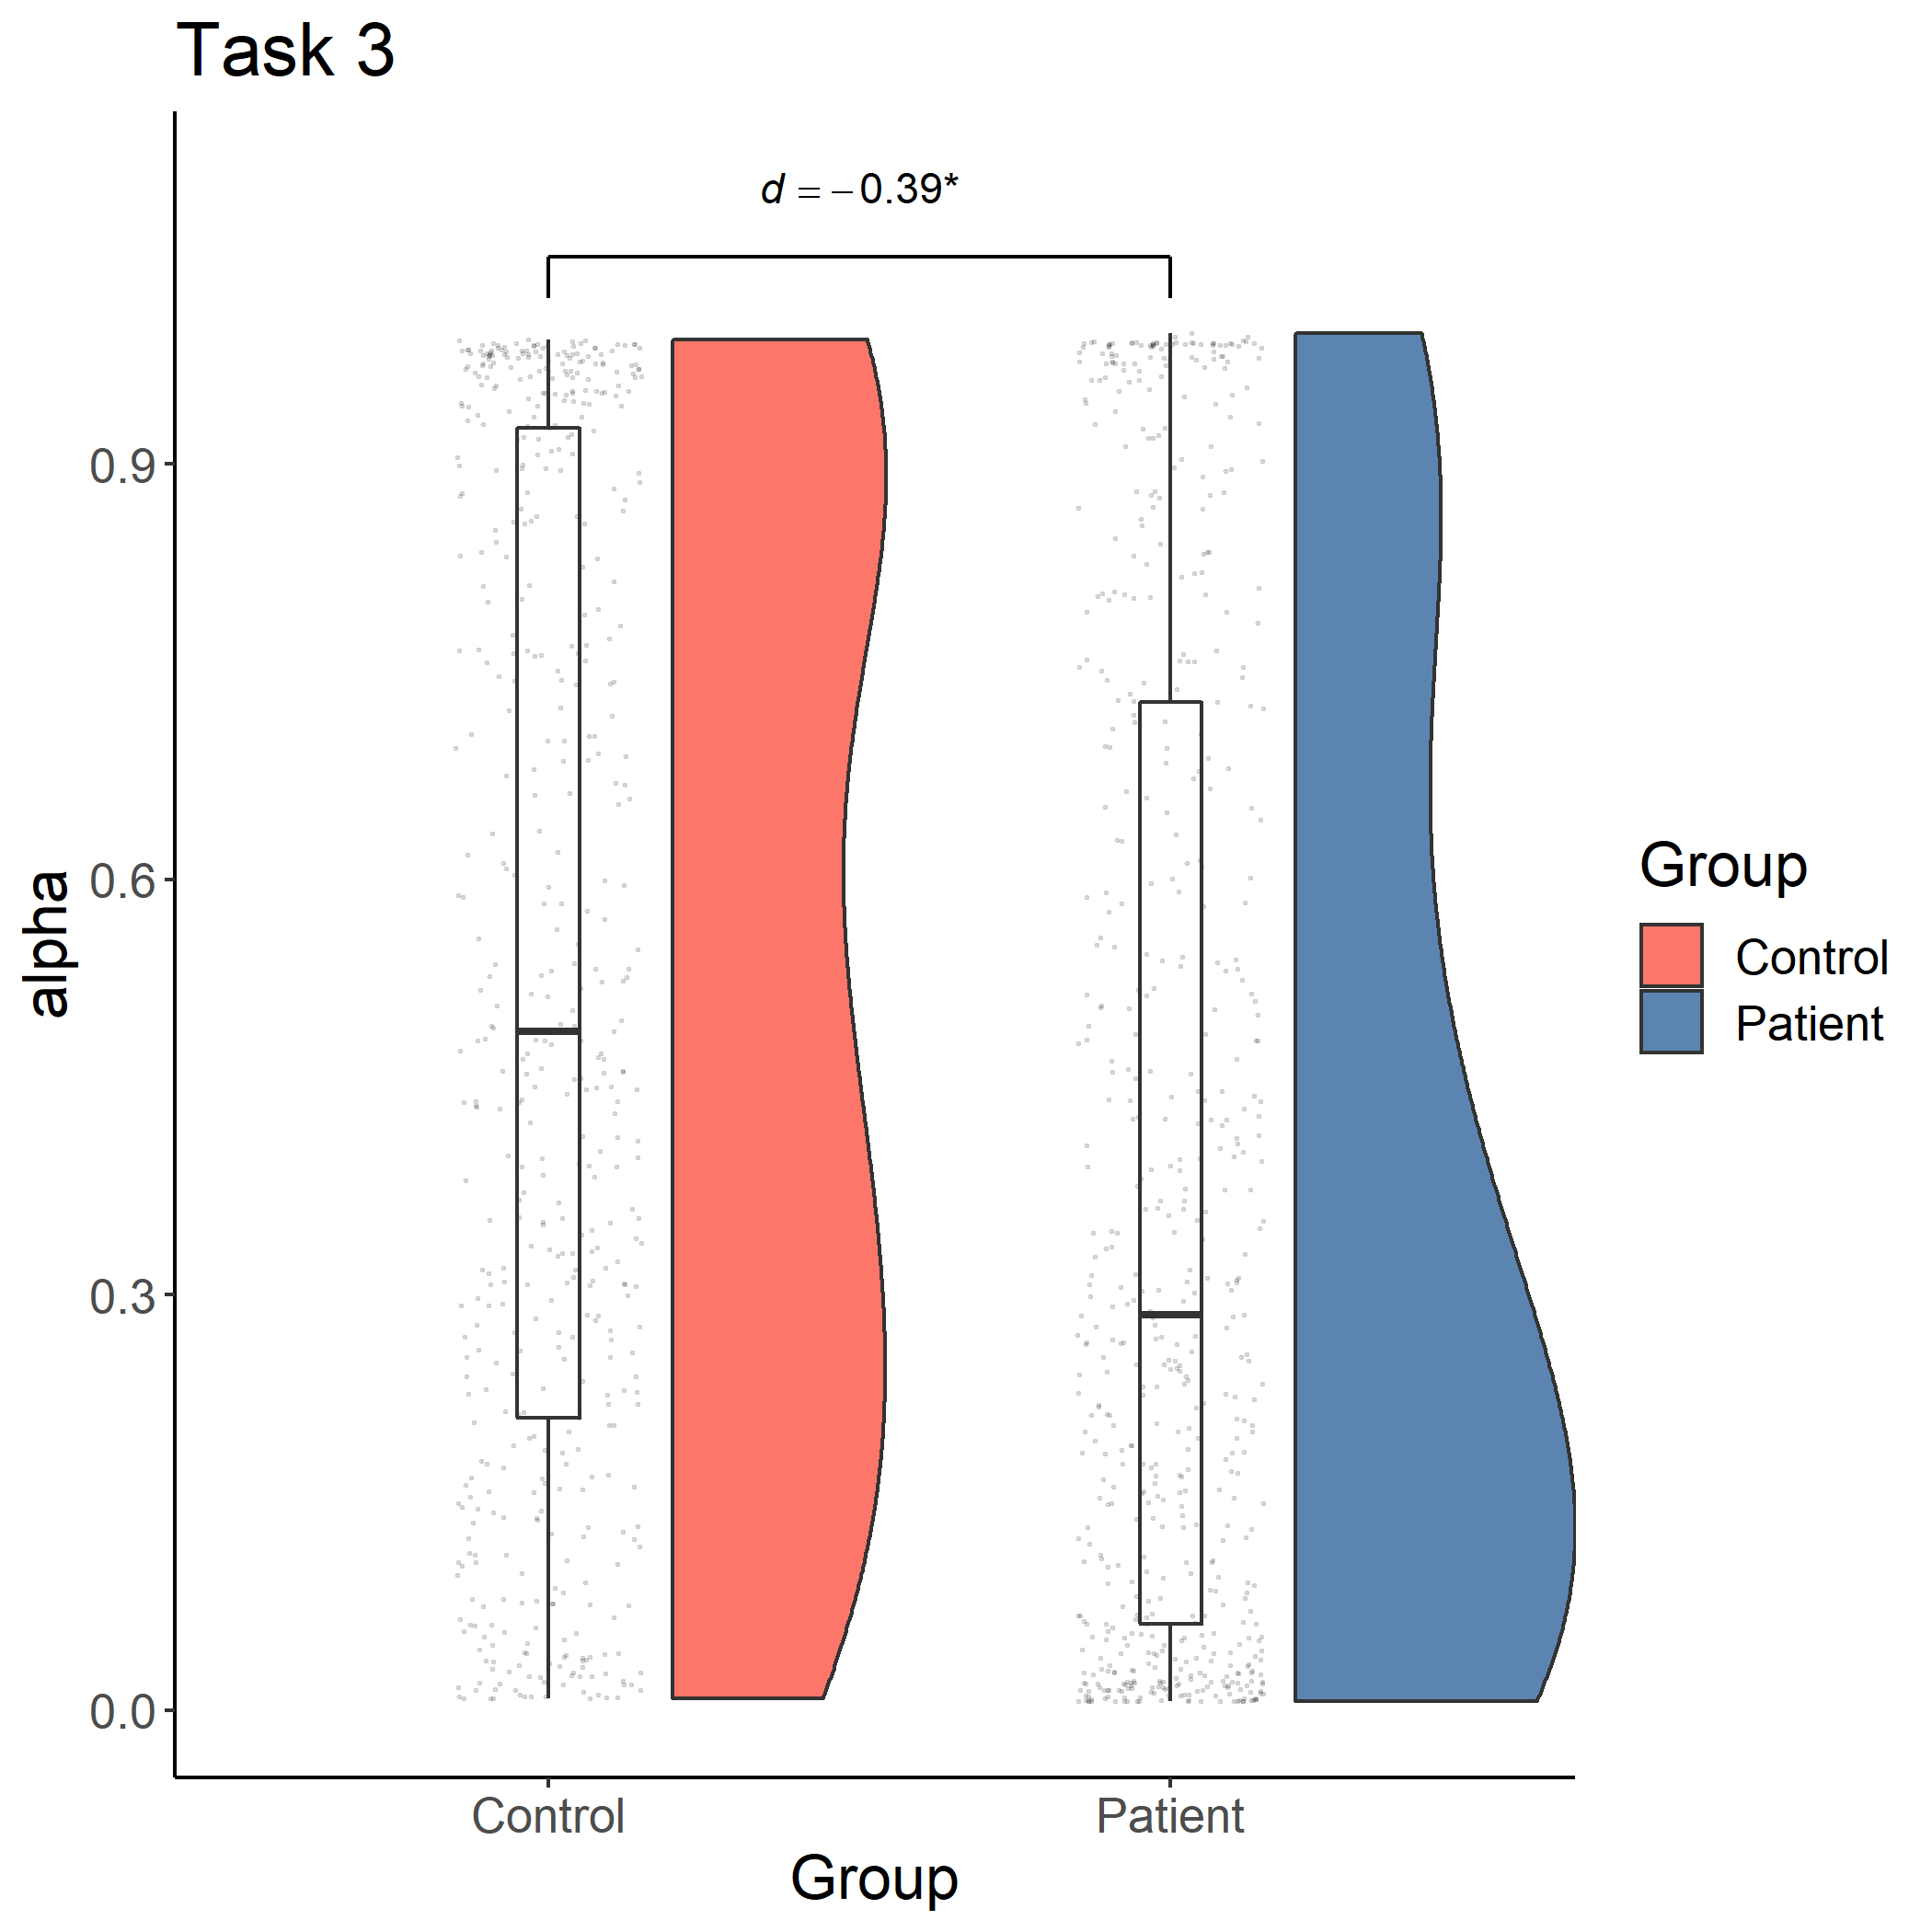 Task 3
d = −0.39*
0.9
0.6
0.3
0.0
alpha
Control
Patient
Group
Group
Control
Patient